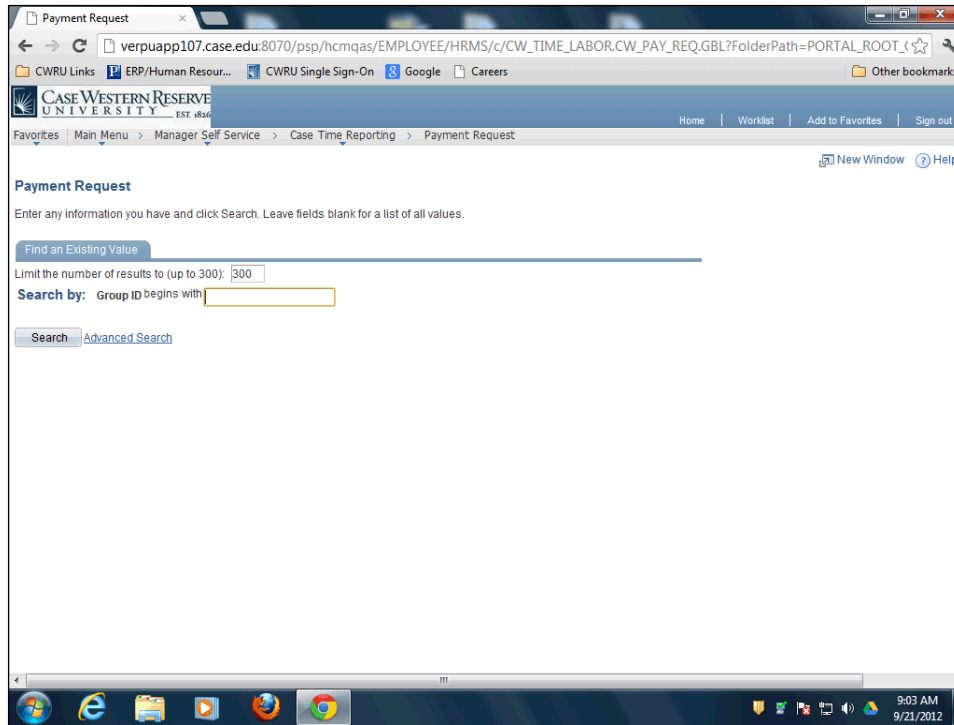 Payment Request
verpuapp107.case.edu:8070/psp/hcmqas/EMPLOYEE/HRMS/c/CW_TIME_LABOR.CW_PAY_REQ.GBL?FolderPath=PORTAL_ROOT_
CWRU Links ERP/Human Resour... CWRU Single Sign-On Google Careers Other bookmark
CASE WESTERN RESERVE
UNIVERSITY EST. 1826
Home | Worklist | Add to Favorites | Sign out
Favorites Main Menu > Manager Self Service > Case Time Reporting > Payment Request
New Window ? Help
Payment Request
Enter any information you have and click Search. Leave fields blank for a list of all values.
Find an Existing Value
Limit the number of results to (up to 300): 300
Search by: Group ID begins with
Search Advanced Search
9:03 AM
9/21/2012